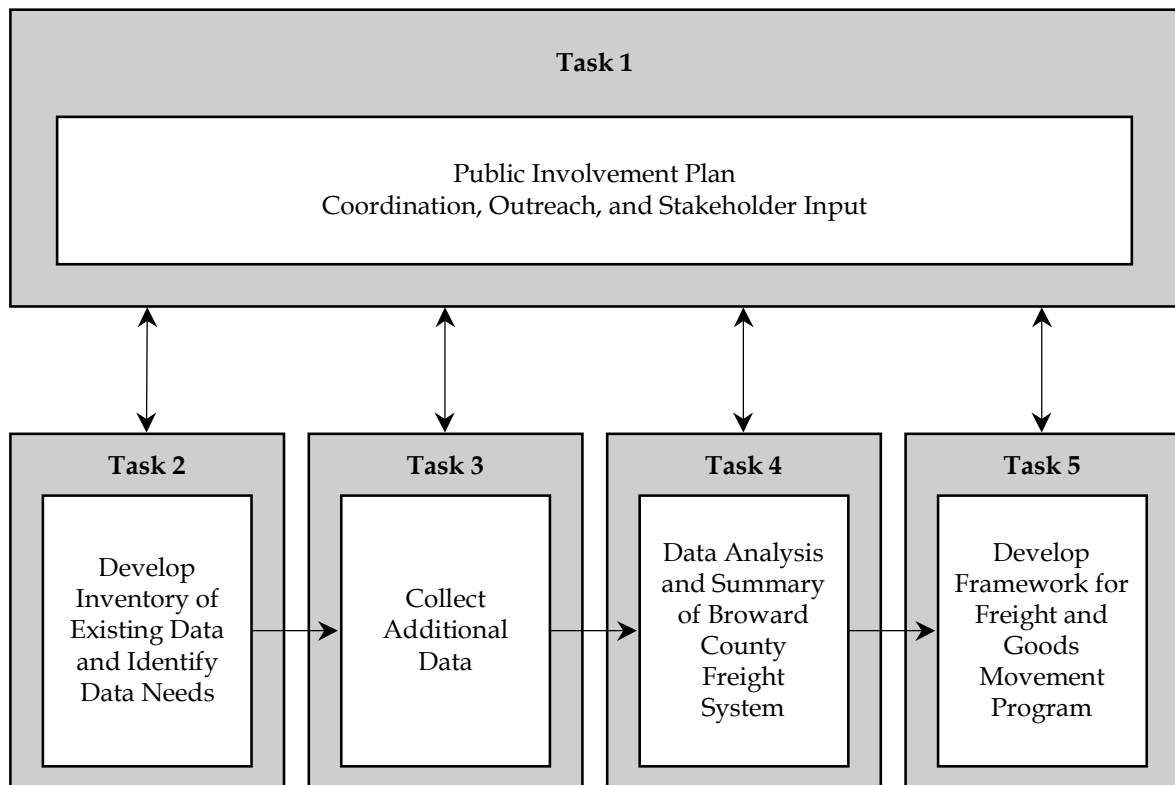 Task 1
Public Involvement Plan
Coordination, Outreach, and Stakeholder Input
Task 2
Develop
Inventory of
Existing Data
and Identify
Data Needs
Task 3
Collect
Additional
Data
Task 4
Data Analysis
and Summary
of Broward
County
Freight
System
Task 5
Develop
Framework for
Freight and
Goods
Movement
Program